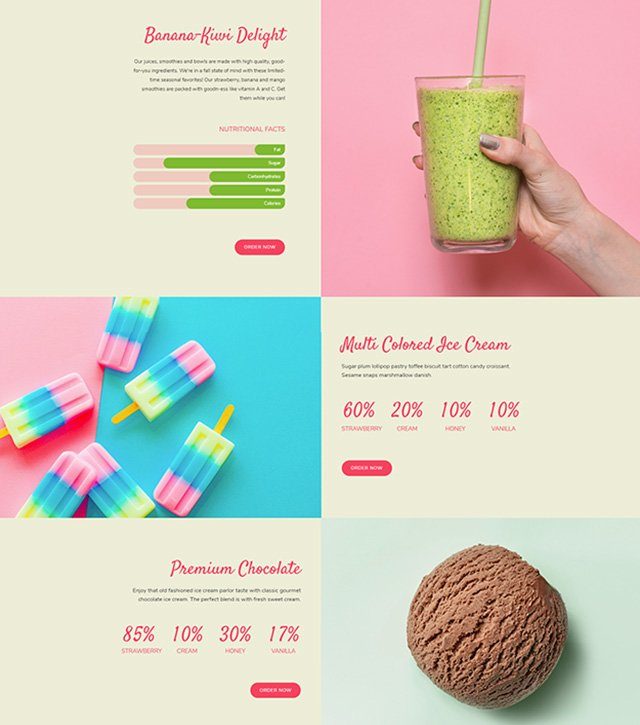 Banana-Kiwi Delight
Our juices, smoothies and bowls are made with high quality, good-
for-you ingredients. We're in a fall state of mind with these limited-
time seasonal favorites! Our strawberry, banana and mango
smoothies are packed with goodn-ess like vitamin A and C. Get
them while you can!
NUTRITIONAL FACTS
Fat
Sugar
Carbonhydrates
Protein
Calories
ORDER NOW
Multi Colored Ice Cream
Sugar plum lollipop pastry toffee biscuit tart cotton candy croissant.
Sesame snaps marshmallow danish.
60% 20% 10% 10%
STRAWBERRY CREAM HONEY VANILLA
ORDER NOW
Premium Chocolate
Enjoy that old fashioned ice cream parlor taste with classic gourmet
chocolate ice cream. The perfect blend is with fresh sweet cream.
85% 10% 30% 17%
STRAWBERRY CREAM HONEY VANILLA
ORDER NOW